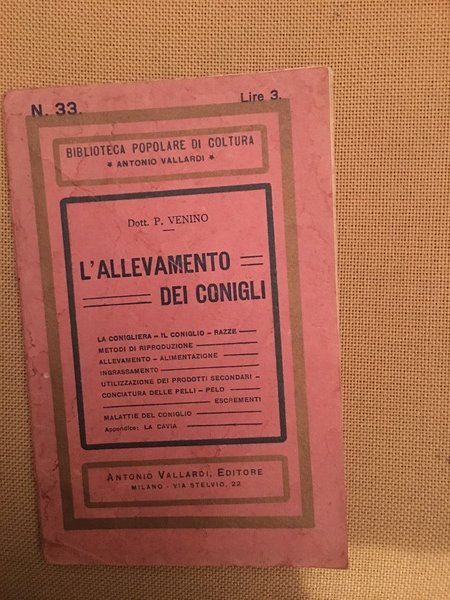 N. 33.
Lire 3.
BIBLIOTECA POPOLARE DI COLTURA
* ANTONIO VALLARDI *
Dott. P. VENINO
L'ALLEVAMENTO
DEI CONIGLI
LA CONIGLIERA – IL CONIGLIO – RAZZE
METODI DI RIPRODUZIONE
ALLEVAMENTO – ALIMENTAZIONE
INGRASSAMENTO
UTILIZZAZIONE DEI PRODOTTI SECONDARI –
CONCIATURA DELLE PELLI – PELO
ESCREMENTI
MALATTIE DEL CONIGLIO
Appendice: LA CAVIA
ANTONIO VALLARDI, EDITORE
MILANO - VIA STELVIO, 22